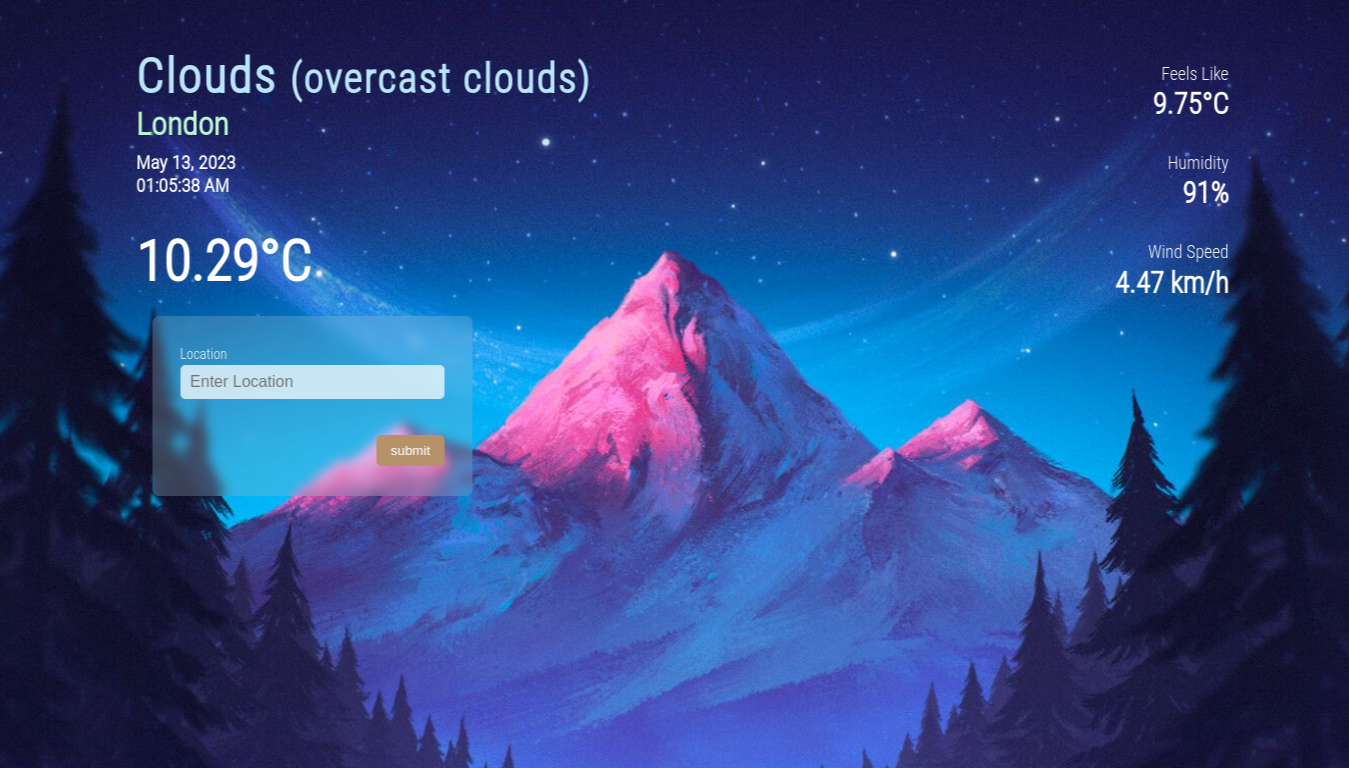 Clouds (overcast clouds)
London
May 13, 2023
01:05:38 AM
10.29°C
Location
Enter Location
submit
Feels Like
9.75°C
Humidity
91%
Wind Speed
4.47 km/h